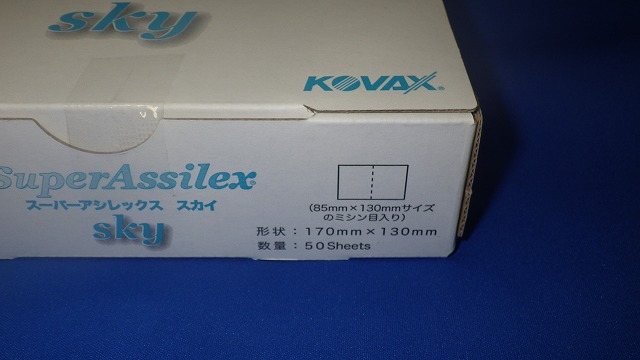 sky
KOVAX®
SuperAssilex®
スーパーアシレックス スカイ
sky
(85mm×130mmサイズ
のミシン目入り)
形状:170mm×130mm
数量:50Sheets